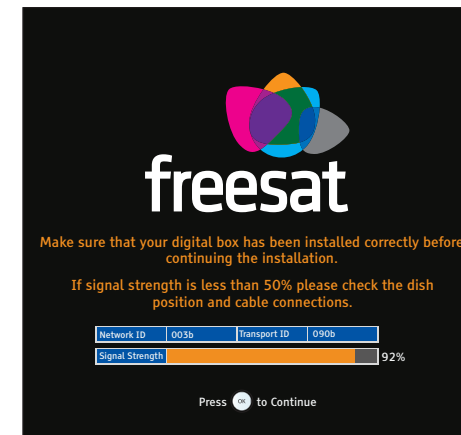 freesat
Make sure that your digital box has been installed correctly before
continuing the installation.
If signal strength is less than 50% please check the dish
position and cable connections.
Network ID 003b Transport ID 090b
Signal Strength 92%
Press OK to Continue